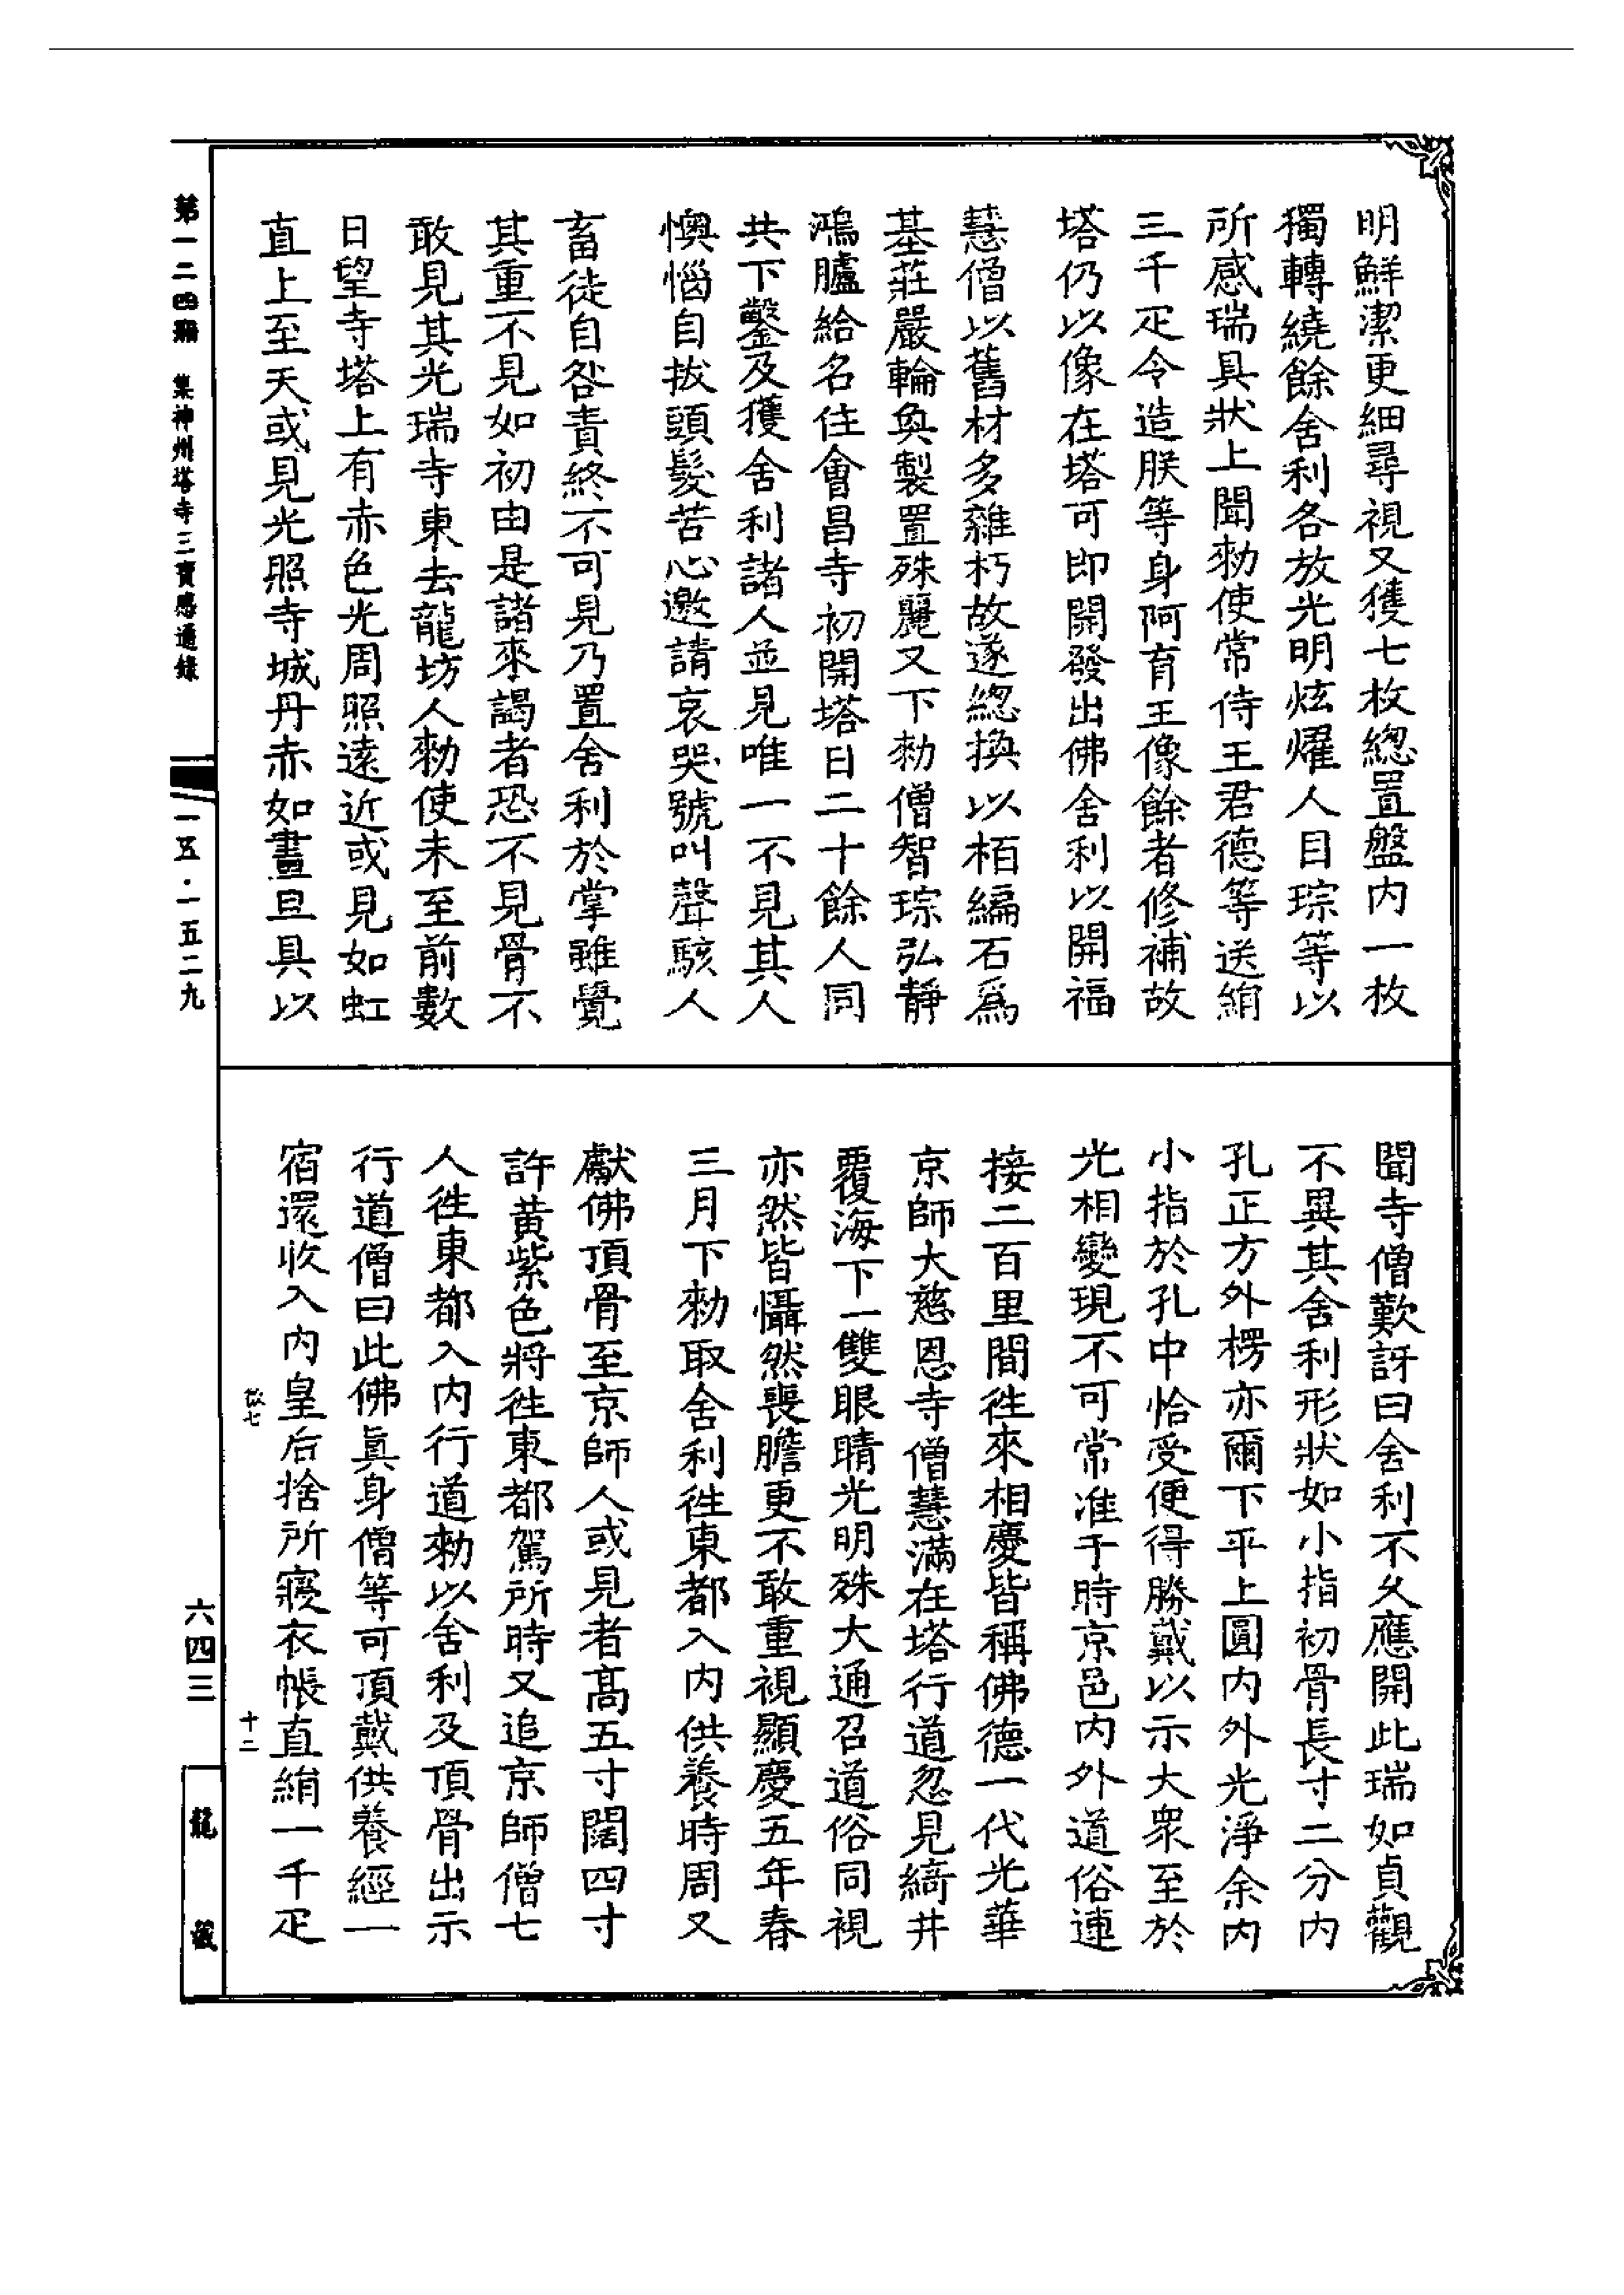 明鮮潔更細尋視又獲七枚總置盤内一枚
獨轉繞餘舍利各放光明炫燿人目琮等以
所感瑞具狀上聞勑使常侍王君德等送絹
三千疋令造朕等身阿育王像餘者修補故
塔仍以像在塔可即開發出佛舍利以開福
慧僧以舊材多雜朽故遂總換以栢編石爲
基莊嚴輪奐製置殊麗又下勑僧智琮弘靜
鴻臚給名住會昌寺初開塔日二十餘人同
共下鑿及獲舍利諸人並見唯一不見其人
懊惱自拔頭髮苦心邀請哀哭號叫聲駭人
畜徒自咎責終不可見乃置舍利於掌雖覺
其重不見如初由是諸來謁者恐不見骨不
敢見其光瑞寺東去龍坊人勑使未至前數
日望寺塔上有赤色光周照遠近或見如虹
直上至天或見光照寺城丹赤如晝旦具以
聞寺僧歎訝曰舍利不久應開此瑞如貞觀
不異其舍利形狀如小指初骨長寸二分内
孔正方外楞亦爾下平上圓内外光淨余内
小指於孔中恰受便得勝戴以示大衆至於
光相變現不可常准于時京邑内外道俗連
接二百里間徃來相慶皆稱佛德一代光華
京師大慈恩寺僧慧滿在塔行道忽見綺井
覆海下一雙眼睛光明殊大通召道俗同視
亦然皆懾然喪膽更不敢重視顯慶五年春
三月下勑取舍利徃東都入内供養時周又
獻佛頂骨至京師人或見者高五寸闊四寸
許黃紫色將徃東都駕所時又追京師僧七
人徃東都入内行道勑以舍利及頂骨出示
行道僧曰此佛眞身僧等可頂戴供養經一
宿還收入内皇后捨所寢衣帳直絹一千疋
十二
第一二四冊 集神州塔寺三寶感通錄
一五·一五二九
六四三
龍藏